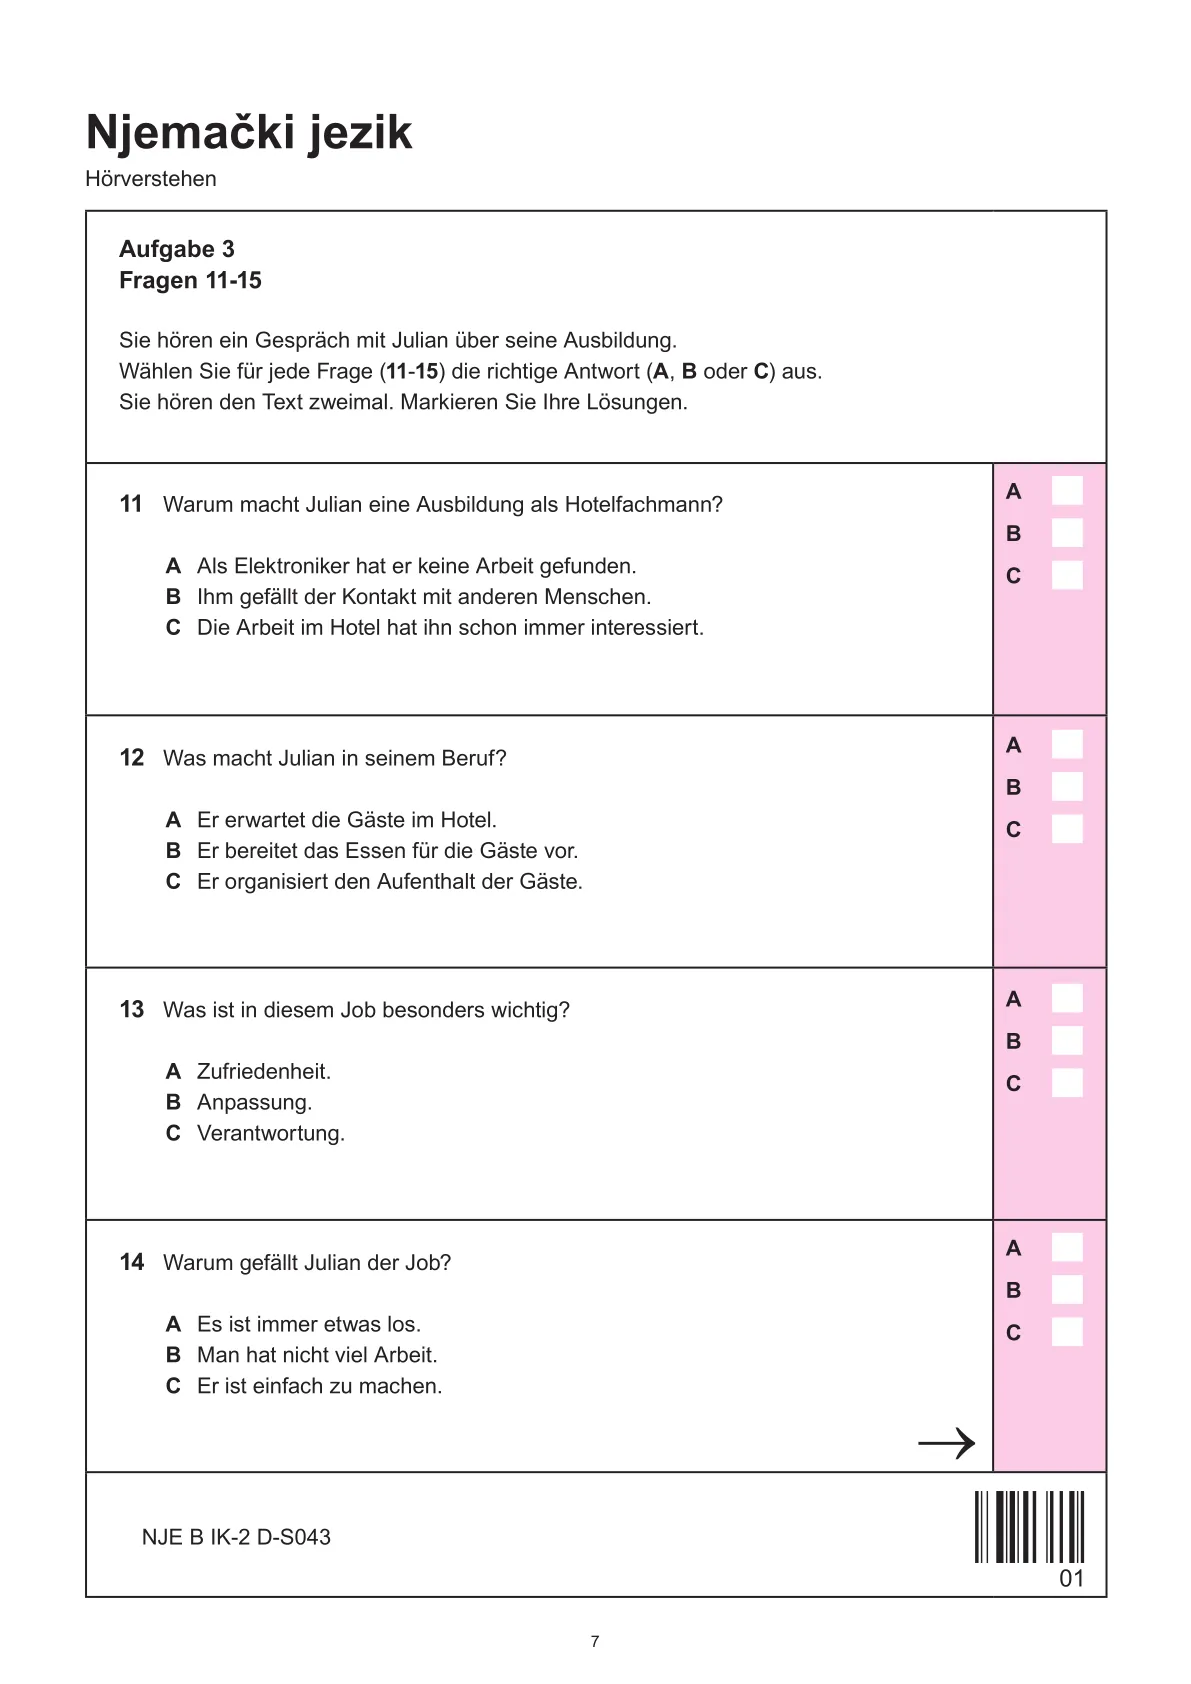 Njemački jezik
Hörverstehen
Aufgabe 3
Fragen 11-15
Sie hören ein Gespräch mit Julian über seine Ausbildung.
Wählen Sie für jede Frage (11-15) die richtige Antwort (A, B oder C) aus.
Sie hören den Text zweimal. Markieren Sie Ihre Lösungen.
11 Warum macht Julian eine Ausbildung als Hotelfachmann?
A Als Elektroniker hat er keine Arbeit gefunden.
B Ihm gefällt der Kontakt mit anderen Menschen.
C Die Arbeit im Hotel hat ihn schon immer interessiert.
A
B
C
12 Was macht Julian in seinem Beruf?
A Er erwartet die Gäste im Hotel.
B Er bereitet das Essen für die Gäste vor.
C Er organisiert den Aufenthalt der Gäste.
A
B
C
13 Was ist in diesem Job besonders wichtig?
A Zufriedenheit.
B Anpassung.
C Verantwortung.
A
B
C
14 Warum gefällt Julian der Job?
A Es ist immer etwas los.
B Man hat nicht viel Arbeit.
C Er ist einfach zu machen.
A
B
C
NJE B IK-2 D-S043
01
7